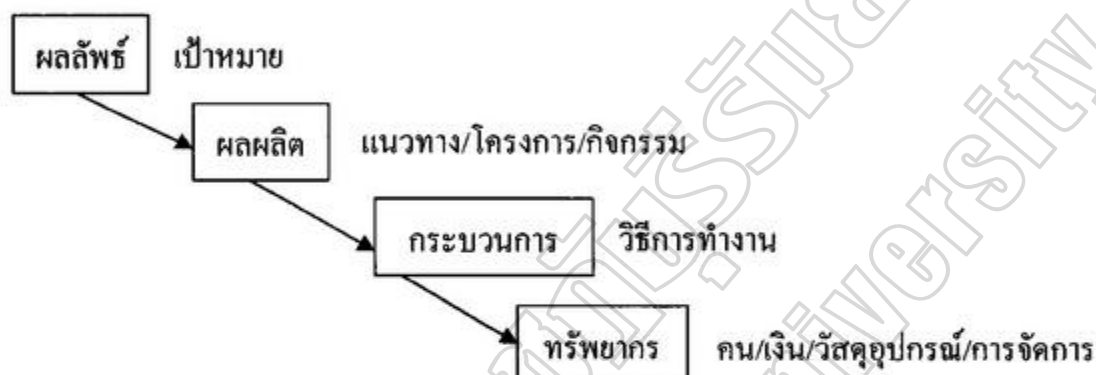 ผลลัพธ์ เป้าหมาย
ผลผลิต แนวทาง/โครงการ/กิจกรรม
กระบวนการ วิธีการทำงาน
ทรัพยากร คน/เงิน/วัสดุอุปกรณ์/การจัดการ
University